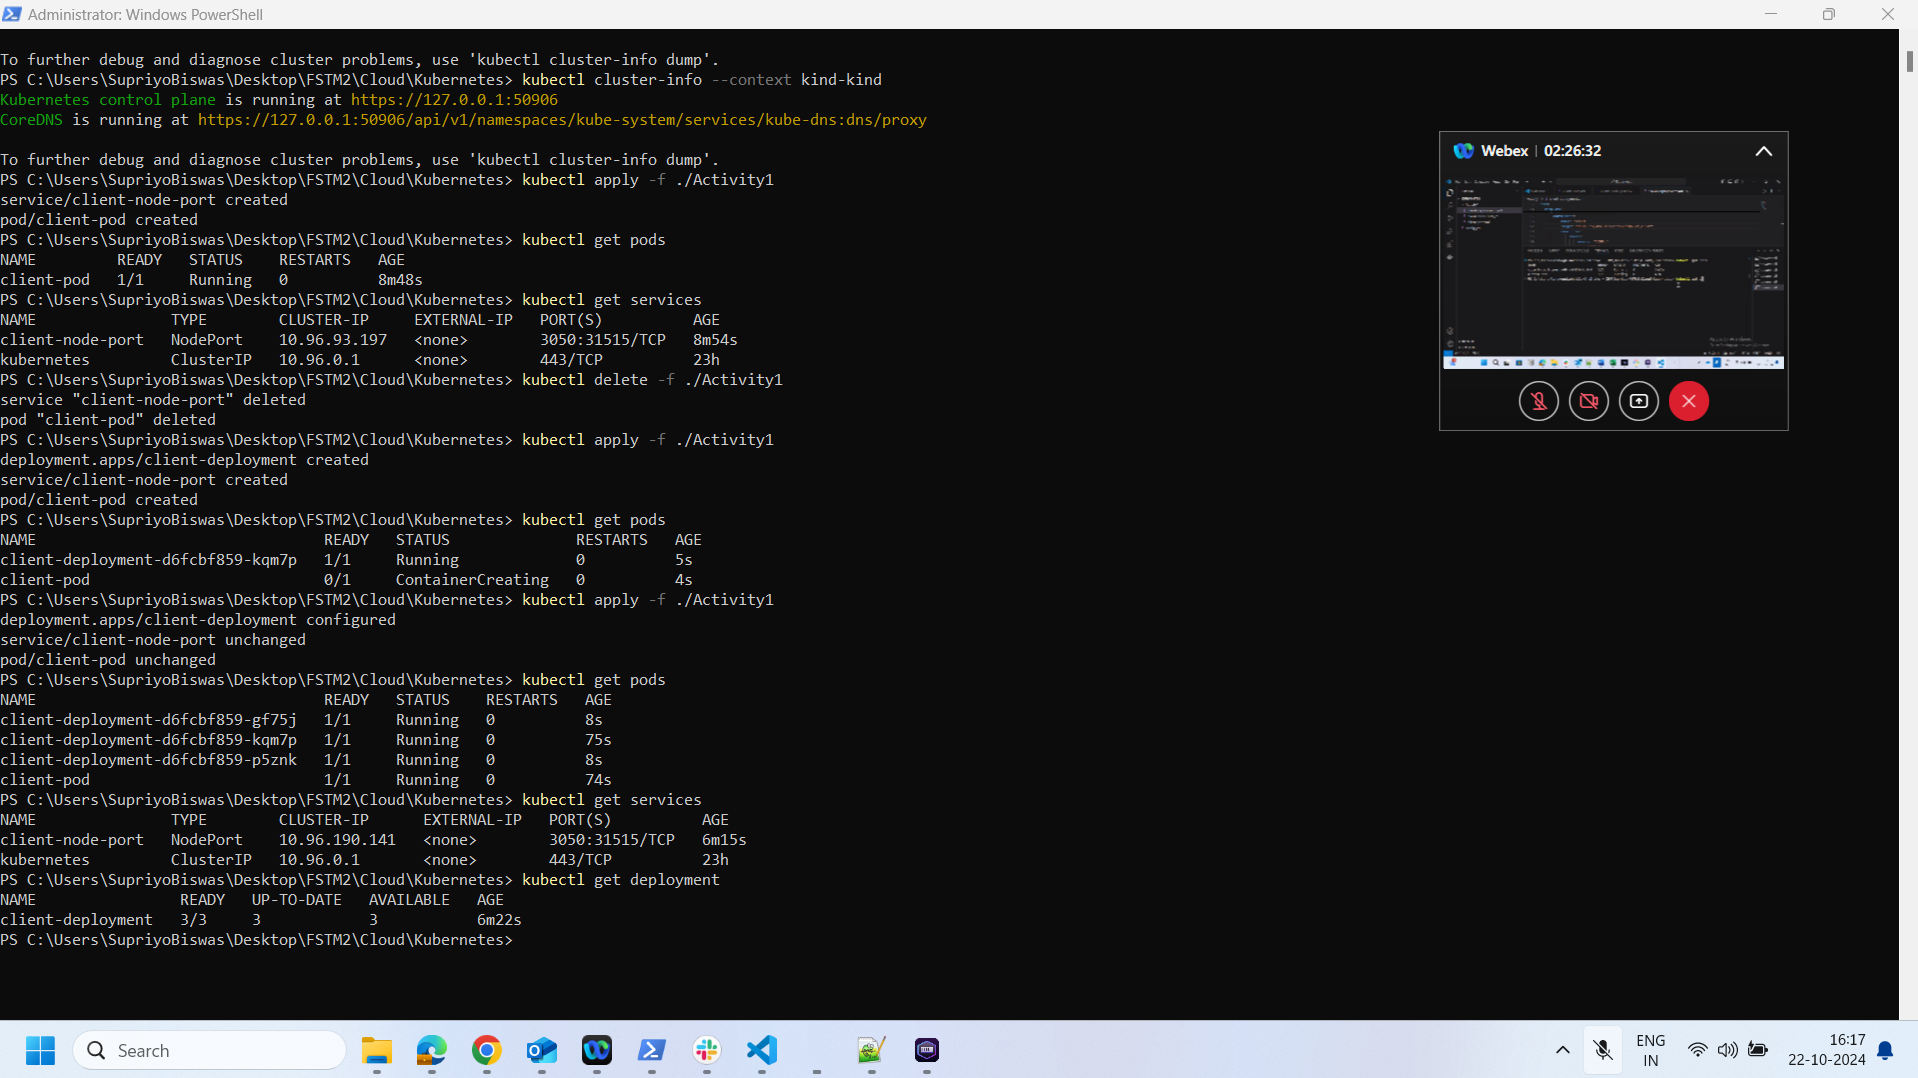 Administrator: Windows PowerShell
To further debug and diagnose cluster problems, use 'kubectl cluster-info dump'.
PS C:\Users\SupriyoBiswas\Desktop\FSTM2\Cloud\Kubernetes> kubectl cluster-info --context kind-kind
Kubernetes control plane is running at https://127.0.0.1:50906
CoreDNS is running at https://127.0.0.1:50906/api/v1/namespaces/kube-system/services/kube-dns:dns/proxy
To further debug and diagnose cluster problems, use 'kubectl cluster-info dump'.
PS C:\Users\SupriyoBiswas\Desktop\FSTM2\Cloud\Kubernetes> kubectl apply -f ./Activity1
service/client-node-port created
pod/client-pod created
PS C:\Users\SupriyoBiswas\Desktop\FSTM2\Cloud\Kubernetes> kubectl get pods
NAME         READY   STATUS    RESTARTS   AGE
client-pod   1/1     Running   0          8m48s
PS C:\Users\SupriyoBiswas\Desktop\FSTM2\Cloud\Kubernetes> kubectl get services
NAME               TYPE        CLUSTER-IP     EXTERNAL-IP   PORT(S)          AGE
client-node-port   NodePort    10.96.93.197   <none>        3050:31515/TCP   8m54s
kubernetes         ClusterIP   10.96.0.1      <none>        443/TCP          23h
PS C:\Users\SupriyoBiswas\Desktop\FSTM2\Cloud\Kubernetes> kubectl delete -f ./Activity1
service "client-node-port" deleted
pod "client-pod" deleted
PS C:\Users\SupriyoBiswas\Desktop\FSTM2\Cloud\Kubernetes> kubectl apply -f ./Activity1
deployment.apps/client-deployment created
service/client-node-port created
pod/client-pod created
PS C:\Users\SupriyoBiswas\Desktop\FSTM2\Cloud\Kubernetes> kubectl get pods
NAME                                READY   STATUS              RESTARTS   AGE
client-deployment-d6fcbf859-kqm7p   1/1     Running             0          5s
client-pod                          0/1     ContainerCreating   0          4s
PS C:\Users\SupriyoBiswas\Desktop\FSTM2\Cloud\Kubernetes> kubectl apply -f ./Activity1
deployment.apps/client-deployment configured
service/client-node-port unchanged
pod/client-pod unchanged
PS C:\Users\SupriyoBiswas\Desktop\FSTM2\Cloud\Kubernetes> kubectl get pods
NAME                                READY   STATUS    RESTARTS   AGE
client-deployment-d6fcbf859-gf75j   1/1     Running   0          8s
client-deployment-d6fcbf859-kqm7p   1/1     Running   0          75s
client-deployment-d6fcbf859-p5znk   1/1     Running   0          8s
client-pod                          1/1     Running   0          74s
PS C:\Users\SupriyoBiswas\Desktop\FSTM2\Cloud\Kubernetes> kubectl get services
NAME               TYPE        CLUSTER-IP      EXTERNAL-IP   PORT(S)          AGE
client-node-port   NodePort    10.96.190.141   <none>        3050:31515/TCP   6m15s
kubernetes         ClusterIP   10.96.0.1       <none>        443/TCP          23h
PS C:\Users\SupriyoBiswas\Desktop\FSTM2\Cloud\Kubernetes> kubectl get deployment
NAME                READY   UP-TO-DATE   AVAILABLE   AGE
client-deployment   3/3     3            3           6m22s
PS C:\Users\SupriyoBiswas\Desktop\FSTM2\Cloud\Kubernetes>
Webex | 02:26:32
Search
ENG
IN
16:17
22-10-2024